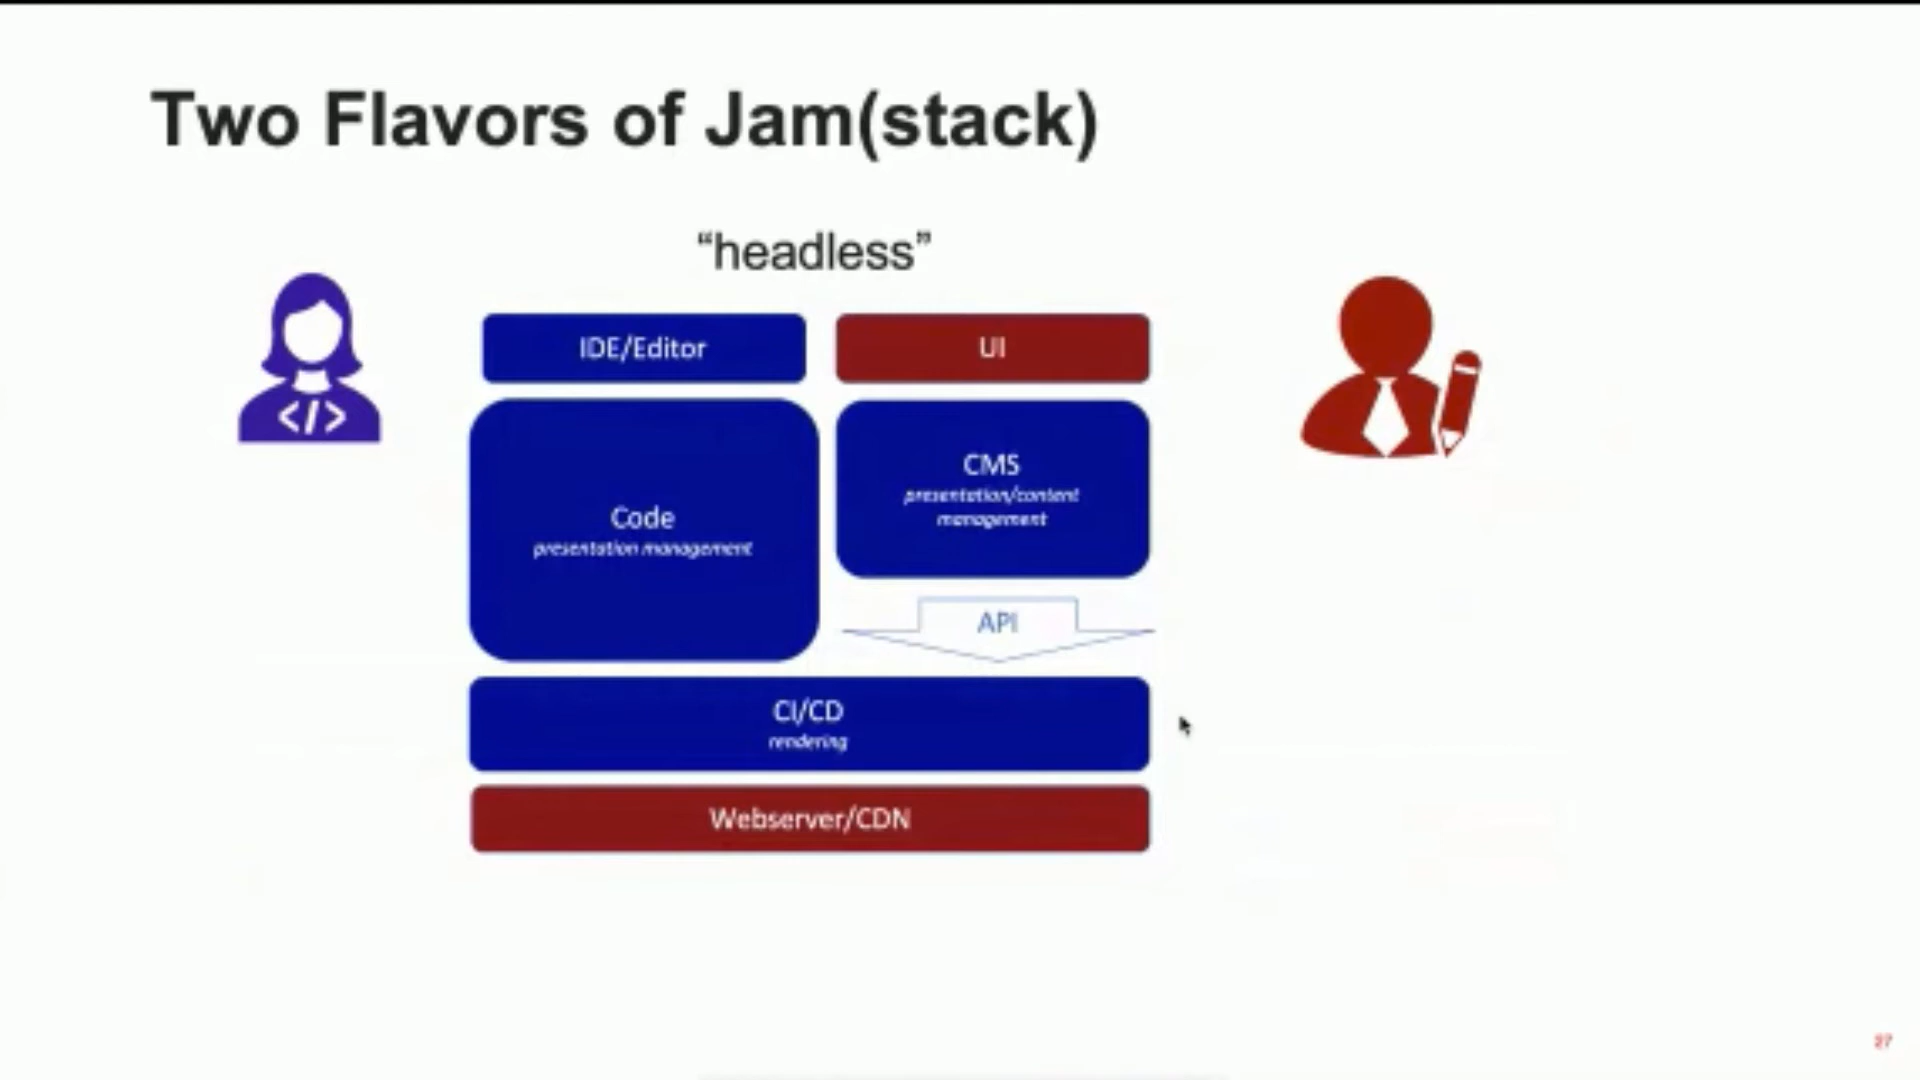 Two Flavors of Jam(stack)
“headless”
IDE/Editor
UI
</>
Code
presentation management
CMS
presentation/content
management
API
CI/CD
rendering
Webserver/CDN
27